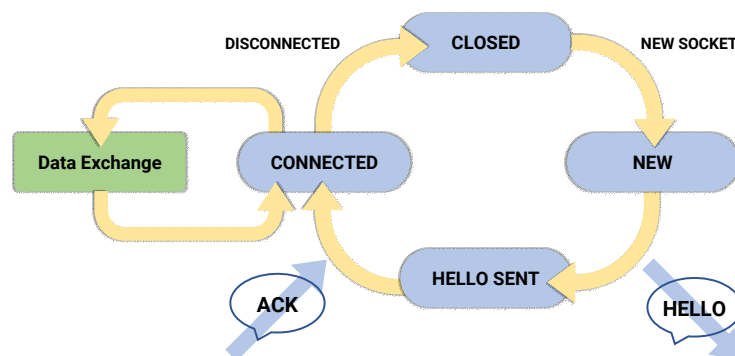 DISCONNECTED
CLOSED
NEW SOCKET
Data Exchange
CONNECTED
NEW
HELLO SENT
ACK
HELLO